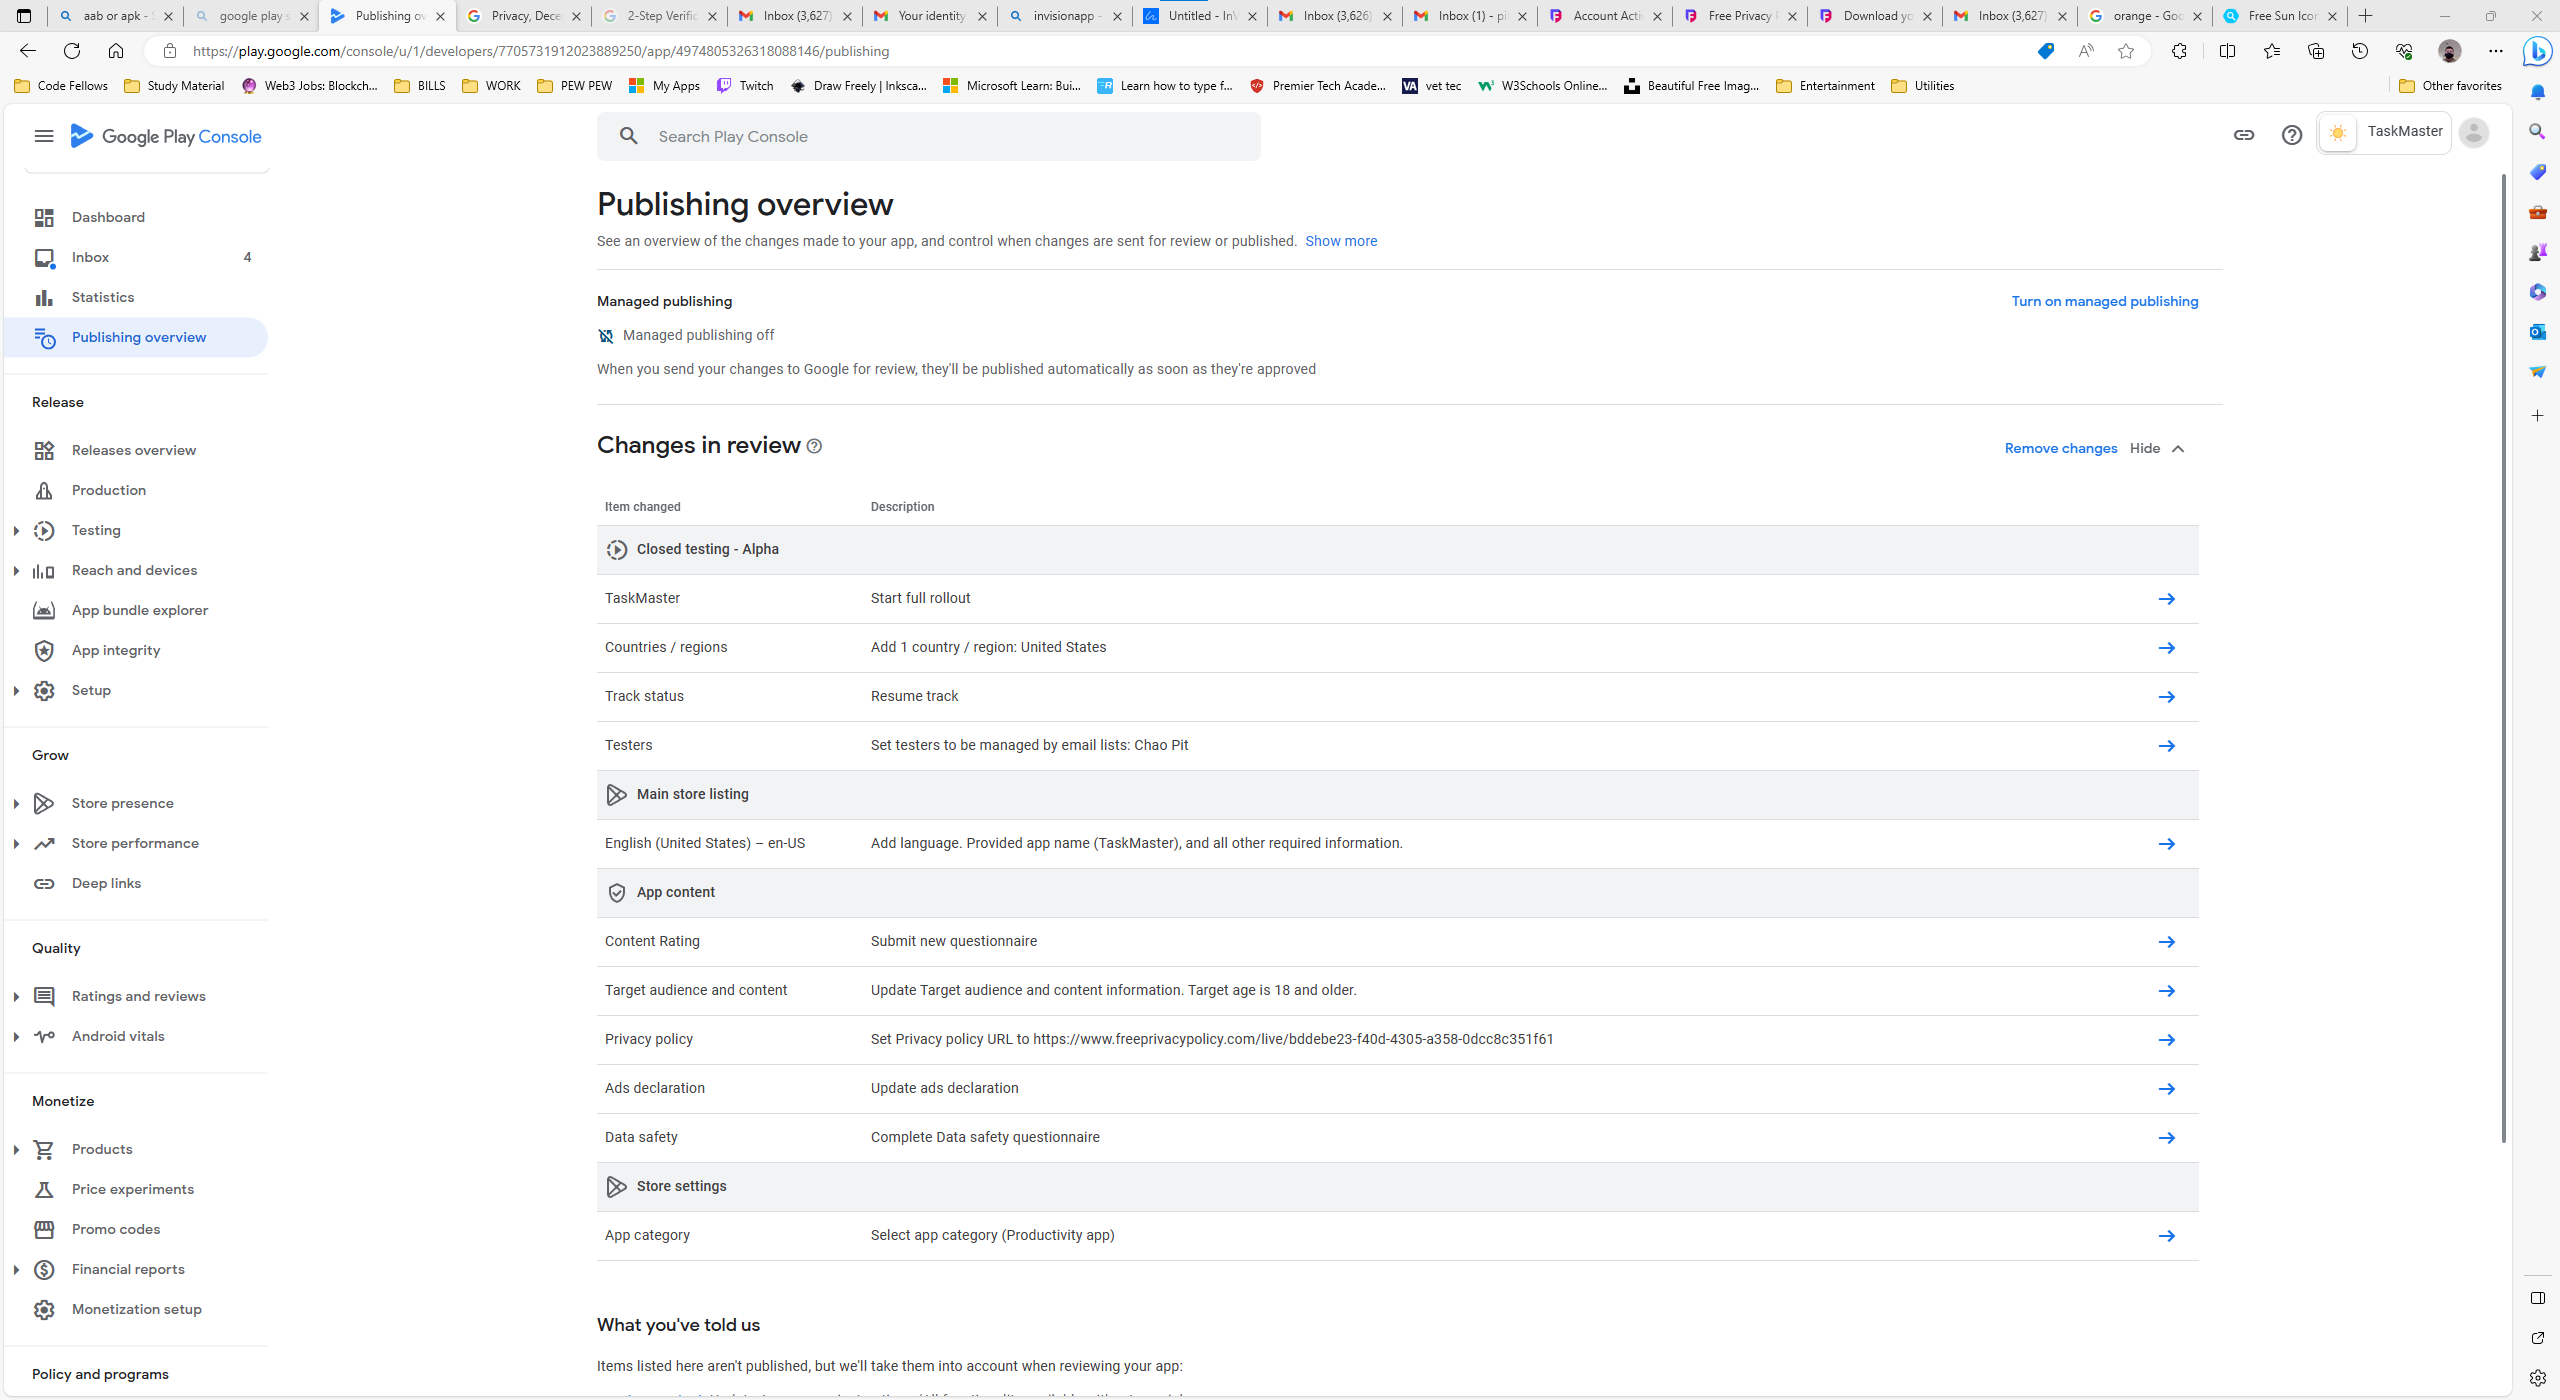 aab or apk - S
google play s
Publishing ov
Privacy, Dece
2-Step Verific
Inbox (3,627)
Your identity
invisionapp -
Untitled - InV
Inbox (3,626)
Inbox (1) - pi
Account Acti
Free Privacy P
Download yo
Inbox (3,627)
orange - Goo
Free Sun Icon
https://play.google.com/console/u/1/developers/7705731912023889250/app/4974805326318088146/publishing
Code Fellows
Study Material
Web3 Jobs: Blockch...
BILLS
WORK
PEW PEW
My Apps
Twitch
Draw Freely | Inksca...
Microsoft Learn: Bui...
Learn how to type f...
Premier Tech Acade...
vet tec
W3Schools Online...
Beautiful Free Imag...
Entertainment
Utilities
Other favorites
Google Play Console
Search Play Console
TaskMaster
Dashboard
Inbox 4
Statistics
Publishing overview
Release
Releases overview
Production
Testing
Reach and devices
App bundle explorer
App integrity
Setup
Grow
Store presence
Store performance
Deep links
Quality
Ratings and reviews
Android vitals
Monetize
Products
Price experiments
Promo codes
Financial reports
Monetization setup
Policy and programs
Publishing overview
See an overview of the changes made to your app, and control when changes are sent for review or published. Show more
Managed publishing
Turn on managed publishing
Managed publishing off
When you send your changes to Google for review, they'll be published automatically as soon as they're approved
Changes in review
Remove changes Hide
Item changed Description
Closed testing - Alpha
TaskMaster Start full rollout
Countries / regions Add 1 country / region: United States
Track status Resume track
Testers Set testers to be managed by email lists: Chao Pit
Main store listing
English (United States) – en-US Add language. Provided app name (TaskMaster), and all other required information.
App content
Content Rating Submit new questionnaire
Target audience and content Update Target audience and content information. Target age is 18 and older.
Privacy policy Set Privacy policy URL to https://www.freeprivacypolicy.com/live/bddebe23-f40d-4305-a358-0dcc8c351f61
Ads declaration Update ads declaration
Data safety Complete Data safety questionnaire
Store settings
App category Select app category (Productivity app)
What you've told us
Items listed here aren't published, but we'll take them into account when reviewing your app: